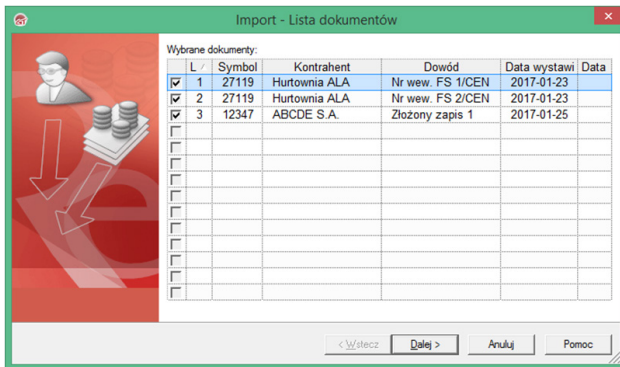 Import - Lista dokumentów
Wybrane dokumenty:
L Symbol Kontrahent Dowód Data wystawi Data
1 27119 Hurtownia ALA Nr wew. FS 1/CEN 2017-01-23
2 27119 Hurtownia ALA Nr wew. FS 2/CEN 2017-01-23
3 12347 ABCDE S.A. Złożony zapis 1 2017-01-25
< Wstecz Dalej > Anuluj Pomoc